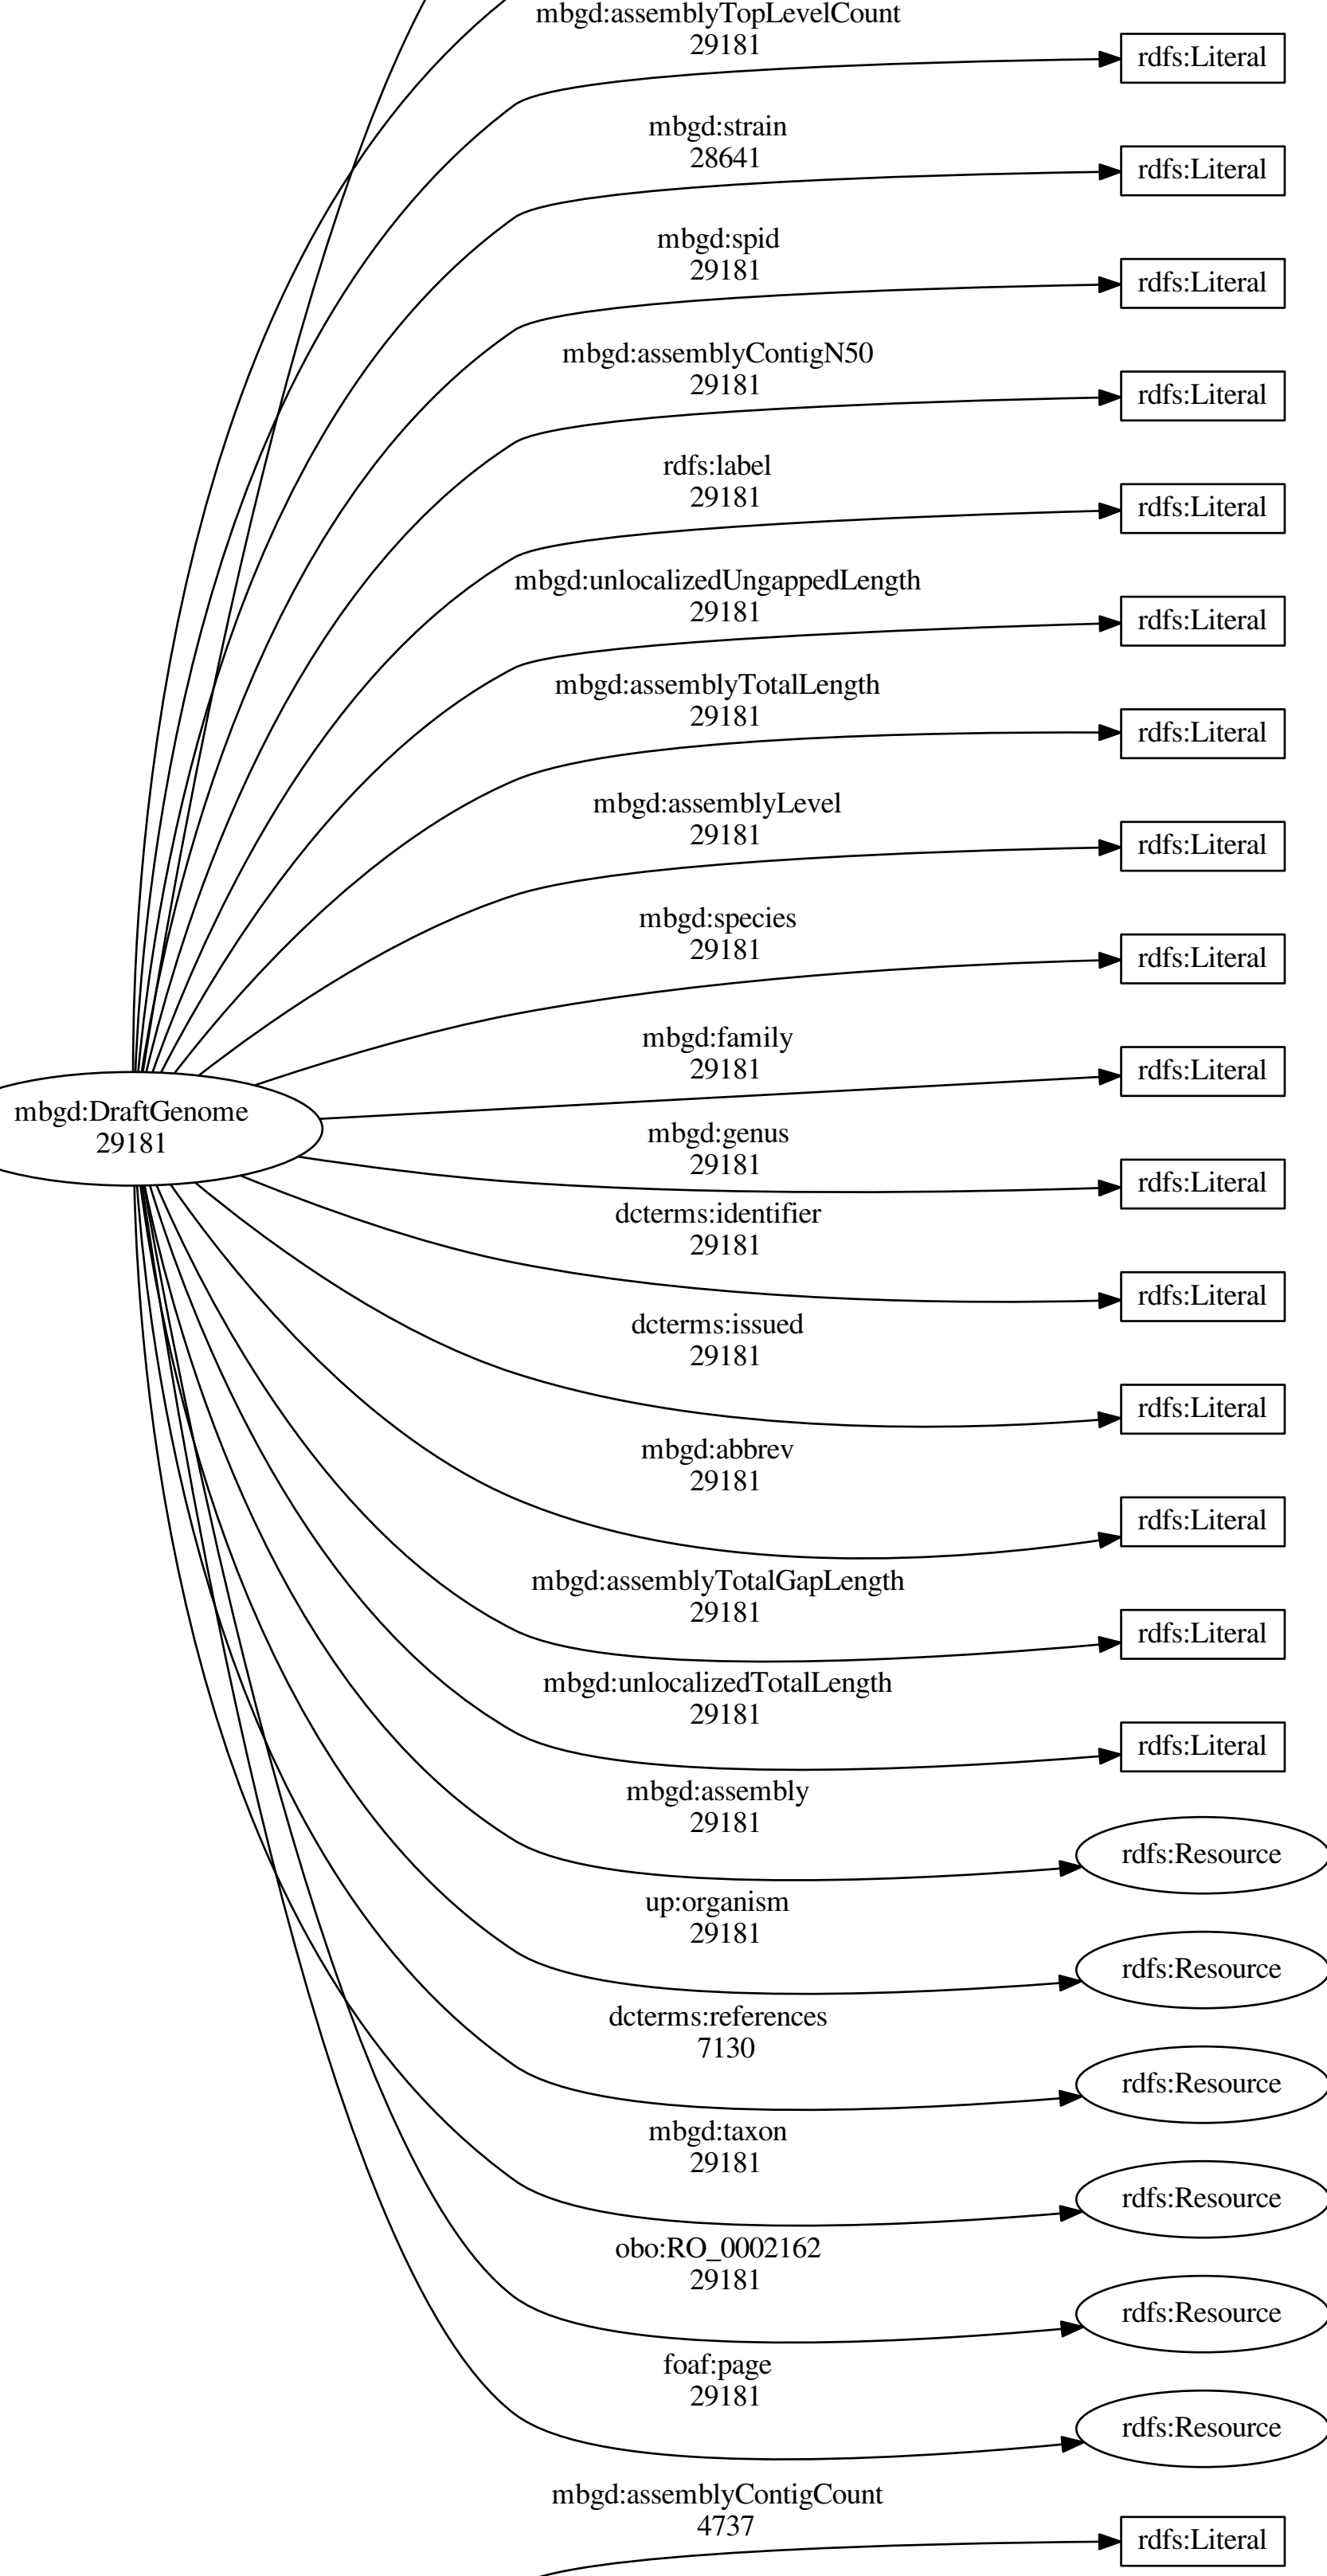 mbgd:assemblyTopLevelCount
29181
rdfs:Literal
mbgd:strain
28641
rdfs:Literal
mbgd:spid
29181
rdfs:Literal
mbgd:assemblyContigN50
29181
rdfs:Literal
rdfs:label
29181
rdfs:Literal
mbgd:unlocalizedUngappedLength
29181
rdfs:Literal
mbgd:assemblyTotalLength
29181
rdfs:Literal
mbgd:assemblyLevel
29181
rdfs:Literal
mbgd:species
29181
rdfs:Literal
mbgd:family
29181
rdfs:Literal
mbgd:DraftGenome
29181
mbgd:genus
29181
rdfs:Literal
dcterms:identifier
29181
rdfs:Literal
dcterms:issued
29181
rdfs:Literal
mbgd:abbrev
29181
rdfs:Literal
mbgd:assemblyTotalGapLength
29181
rdfs:Literal
mbgd:unlocalizedTotalLength
29181
rdfs:Literal
mbgd:assembly
29181
rdfs:Resource
up:organism
29181
rdfs:Resource
dcterms:references
7130
rdfs:Resource
mbgd:taxon
29181
rdfs:Resource
obo:RO_0002162
29181
rdfs:Resource
foaf:page
29181
rdfs:Resource
mbgd:assemblyContigCount
4737
rdfs:Literal